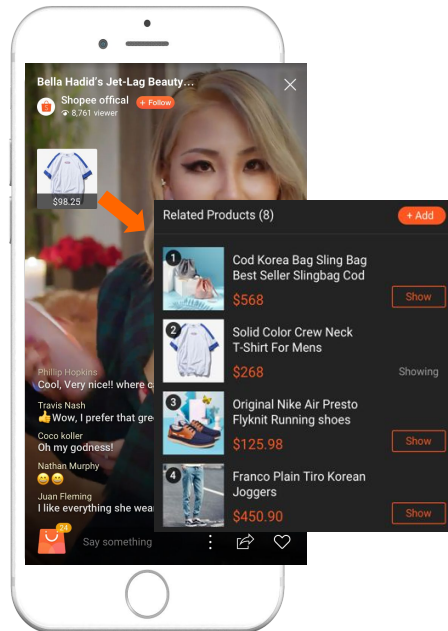 Bella Hadid's Jet-Lag Beauty...
Shopee offical + Follow
8,761 viewer
$98.25
Related Products (8)
+ Add
1
Cod Korea Bag Sling Bag
Best Seller Slingbag Cod
$568
Show
2
Solid Color Crew Neck
T-Shirt For Mens
$268
Showing
3
Original Nike Air Presto
Flyknit Running shoes
$125.98
Show
4
Franco Plain Tiro Korean
Joggers
$450.90
Show
Phillip Hopkins
Cool, Very nice!! where
Travis Nash
👍Wow, I prefer that
Coco koller
Oh my godness!
Nathan Murphy
😄😄
Juan Fleming
I like everything she
24
Say something